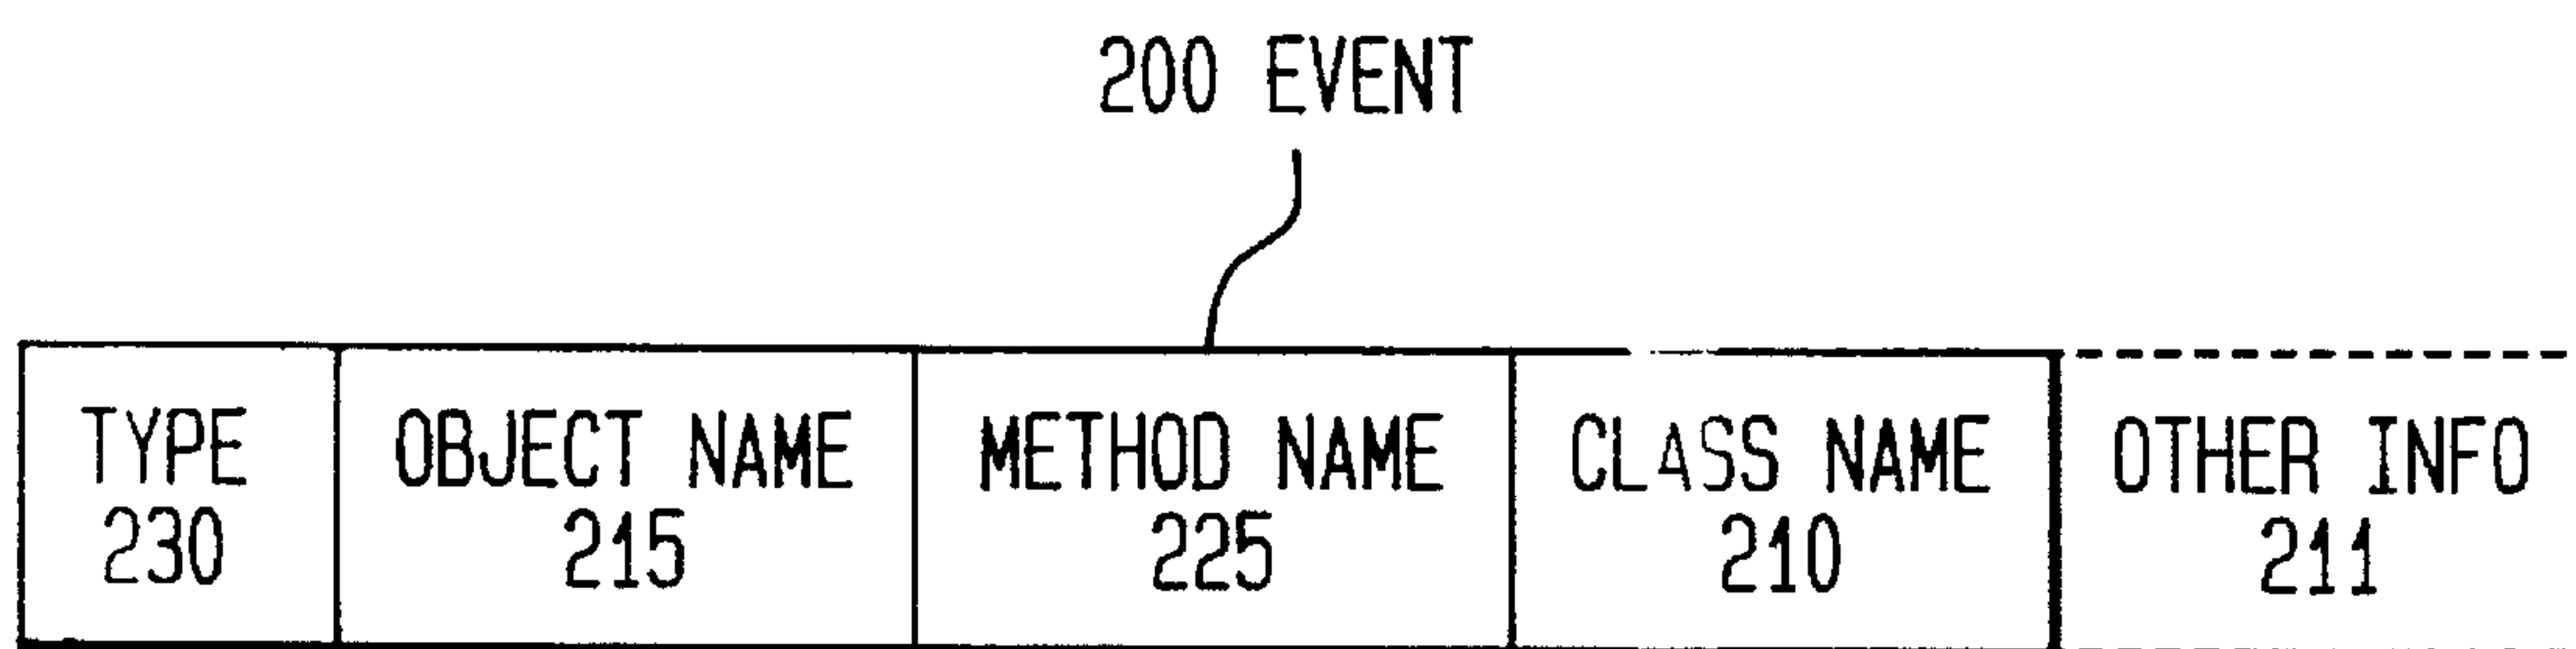 200 EVENT
TYPE
230
OBJECT NAME
215
METHOD NAME
225
CLASS NAME
210
OTHER INFO
211